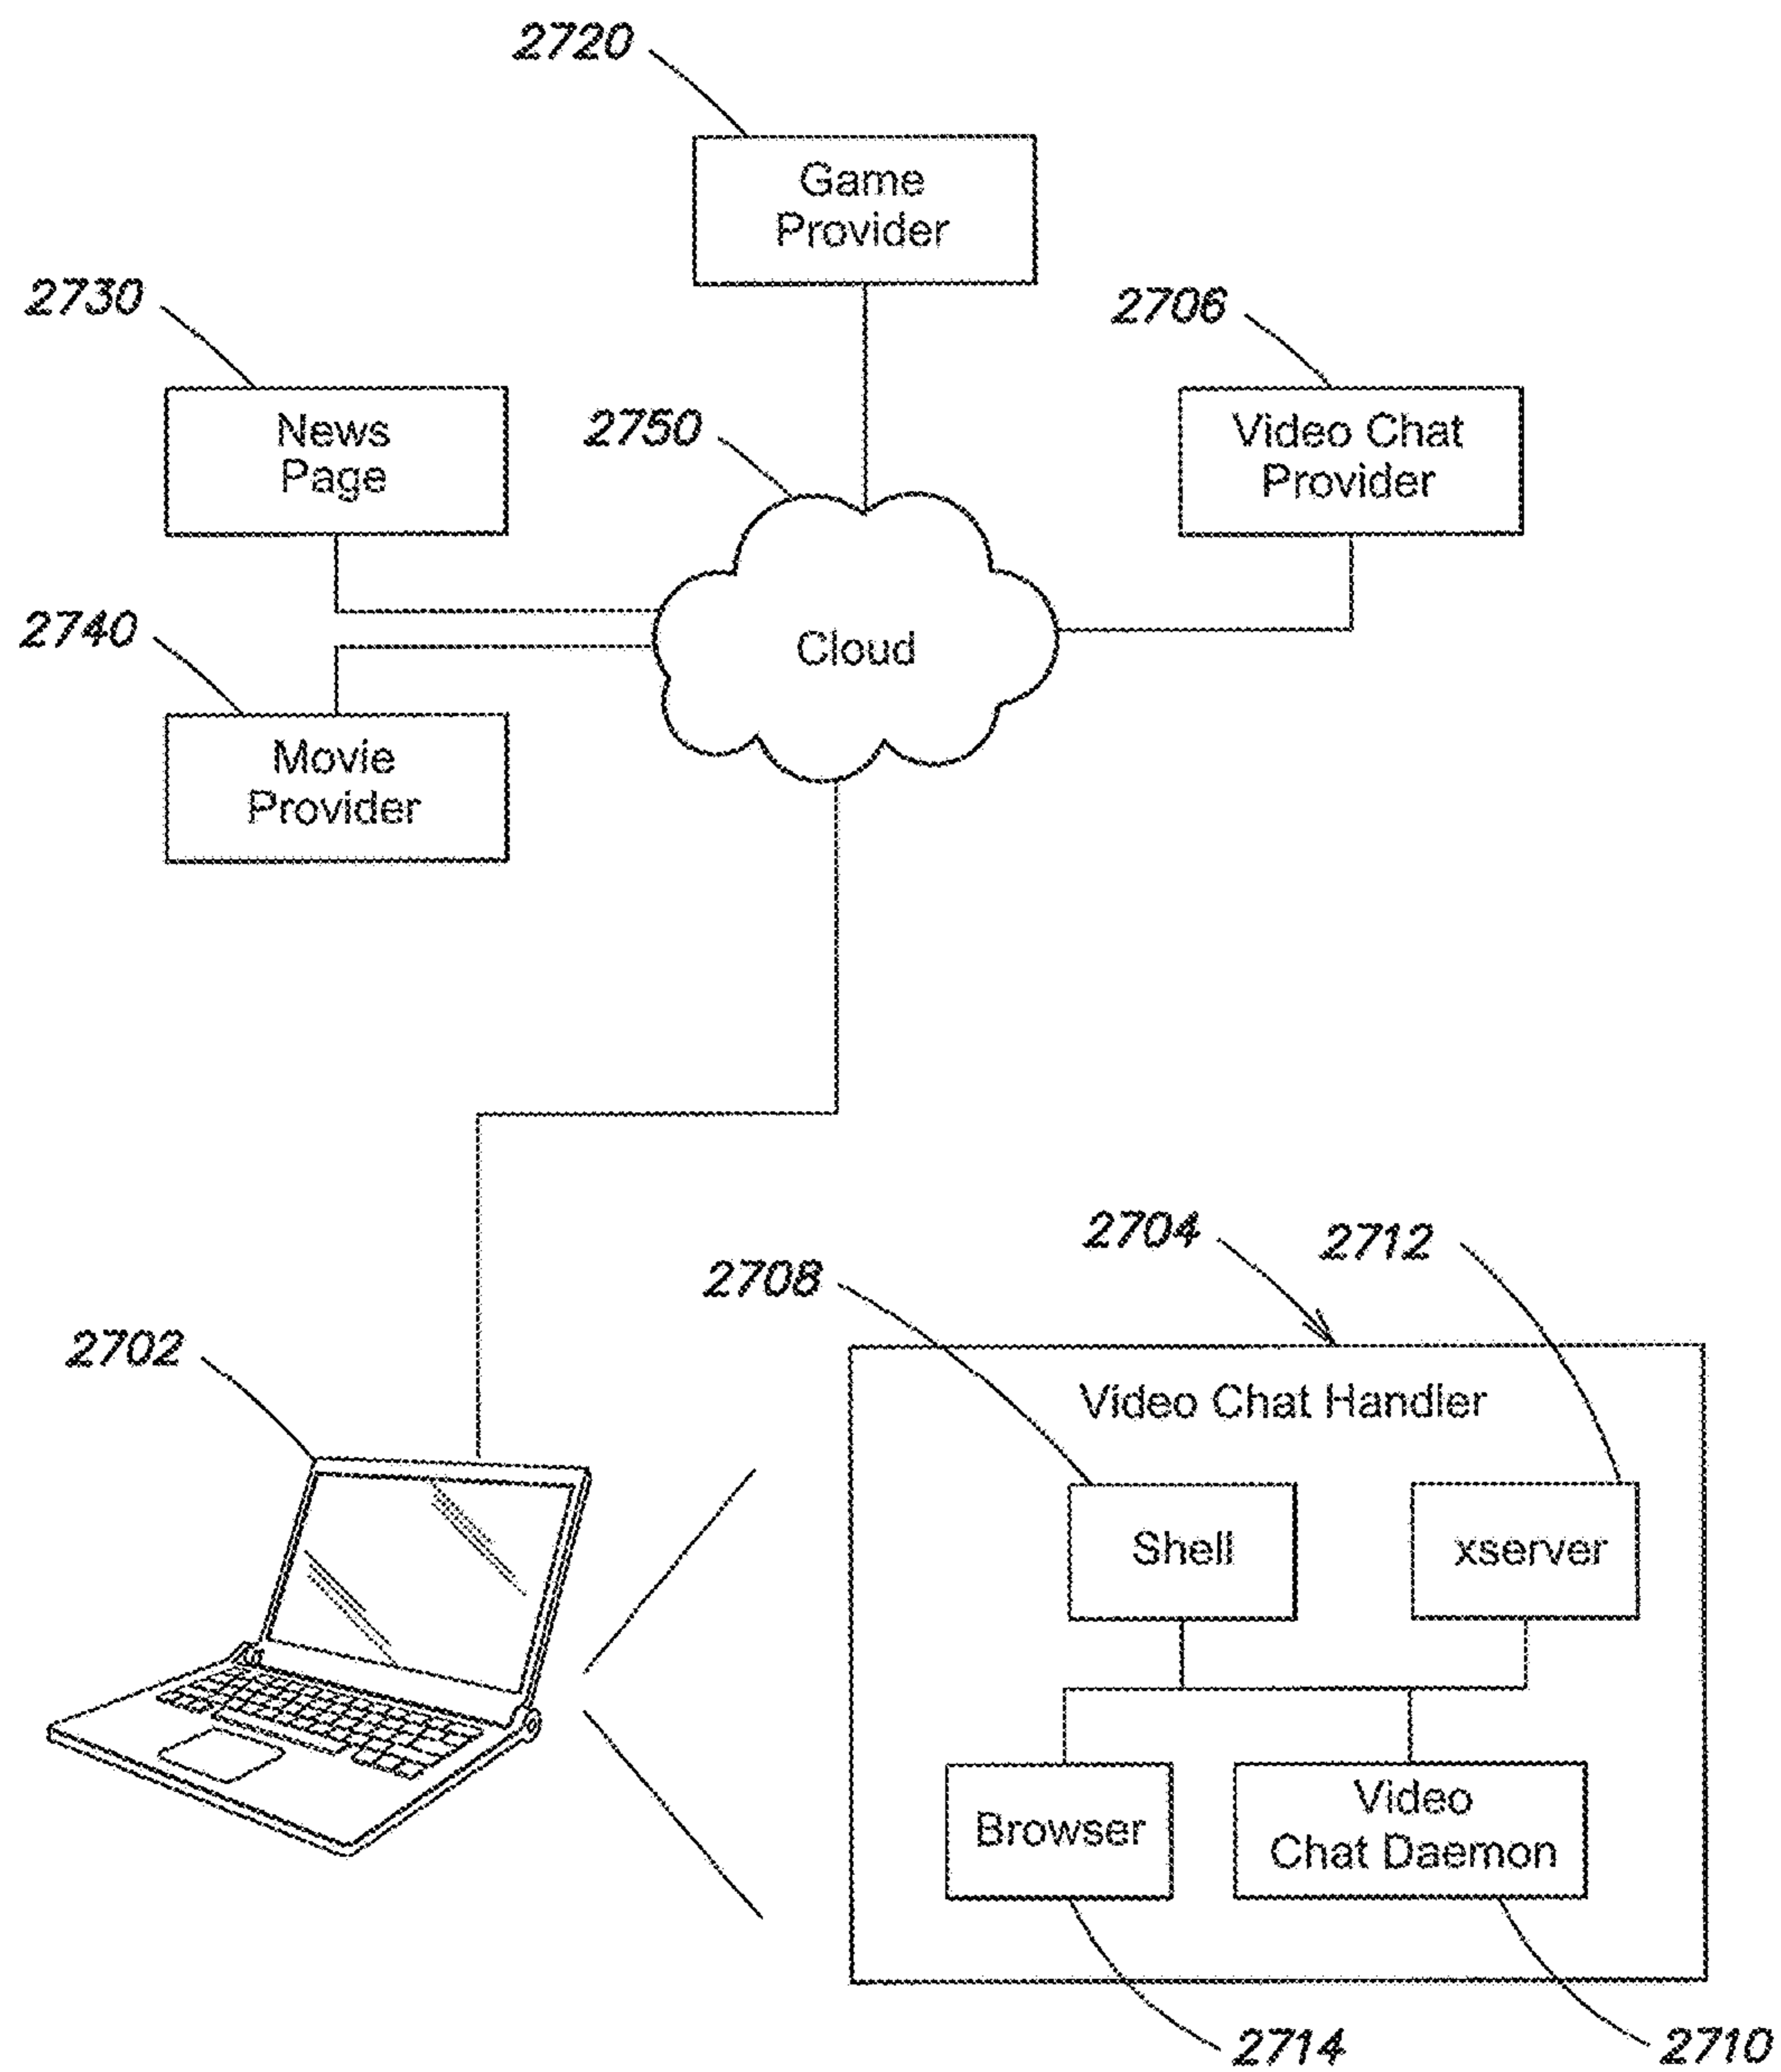 2720
Game
Provider
2730
2706
News
Page
2750
Video Chat
Provider
2740
Cloud
Movie
Provider
2704
2712
2708
2702
Video Chat Handler
Shell
xserver
Browser
Video
Chat Daemon
2714
2710